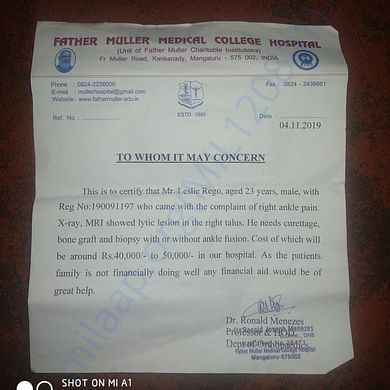 FATHER MULLER MEDICAL COLLEGE HOSPITAL
(Unit of Father Muller Charitable Institutions)
Fr Muller Road, Kankanady, Mangaluru - 575 002, INDIA
Phone : 0824-2238000
Fax : 0824 - 2436661
E-mail : mullerhospital@gmail.com
Website : www.fathermuller.edu.in
Ref. No :
ESTD 1880
Date :
04.11.2019
TO WHOM IT MAY CONCERN
This is to certify that Mr. Leslie Rego, aged 23 years, male, with
Reg No:190091197 who came with the complaint of right ankle pain.
X-ray, MRI showed lytic lesion in the right talus. He needs curettage,
bone graft and biopsy with or without ankle fusion. Cost of which will
be around Rs.40,000/- to 50,000/- in our hospital. As the patients
family is not financially doing well any financial aid would be of
great help.
Dr. Ronald Menezes
Professor & HOD
Dept of Orthopaedics
Father Muller Medical College Hospital
Mangaluru-575002
SHOT ON MI A1